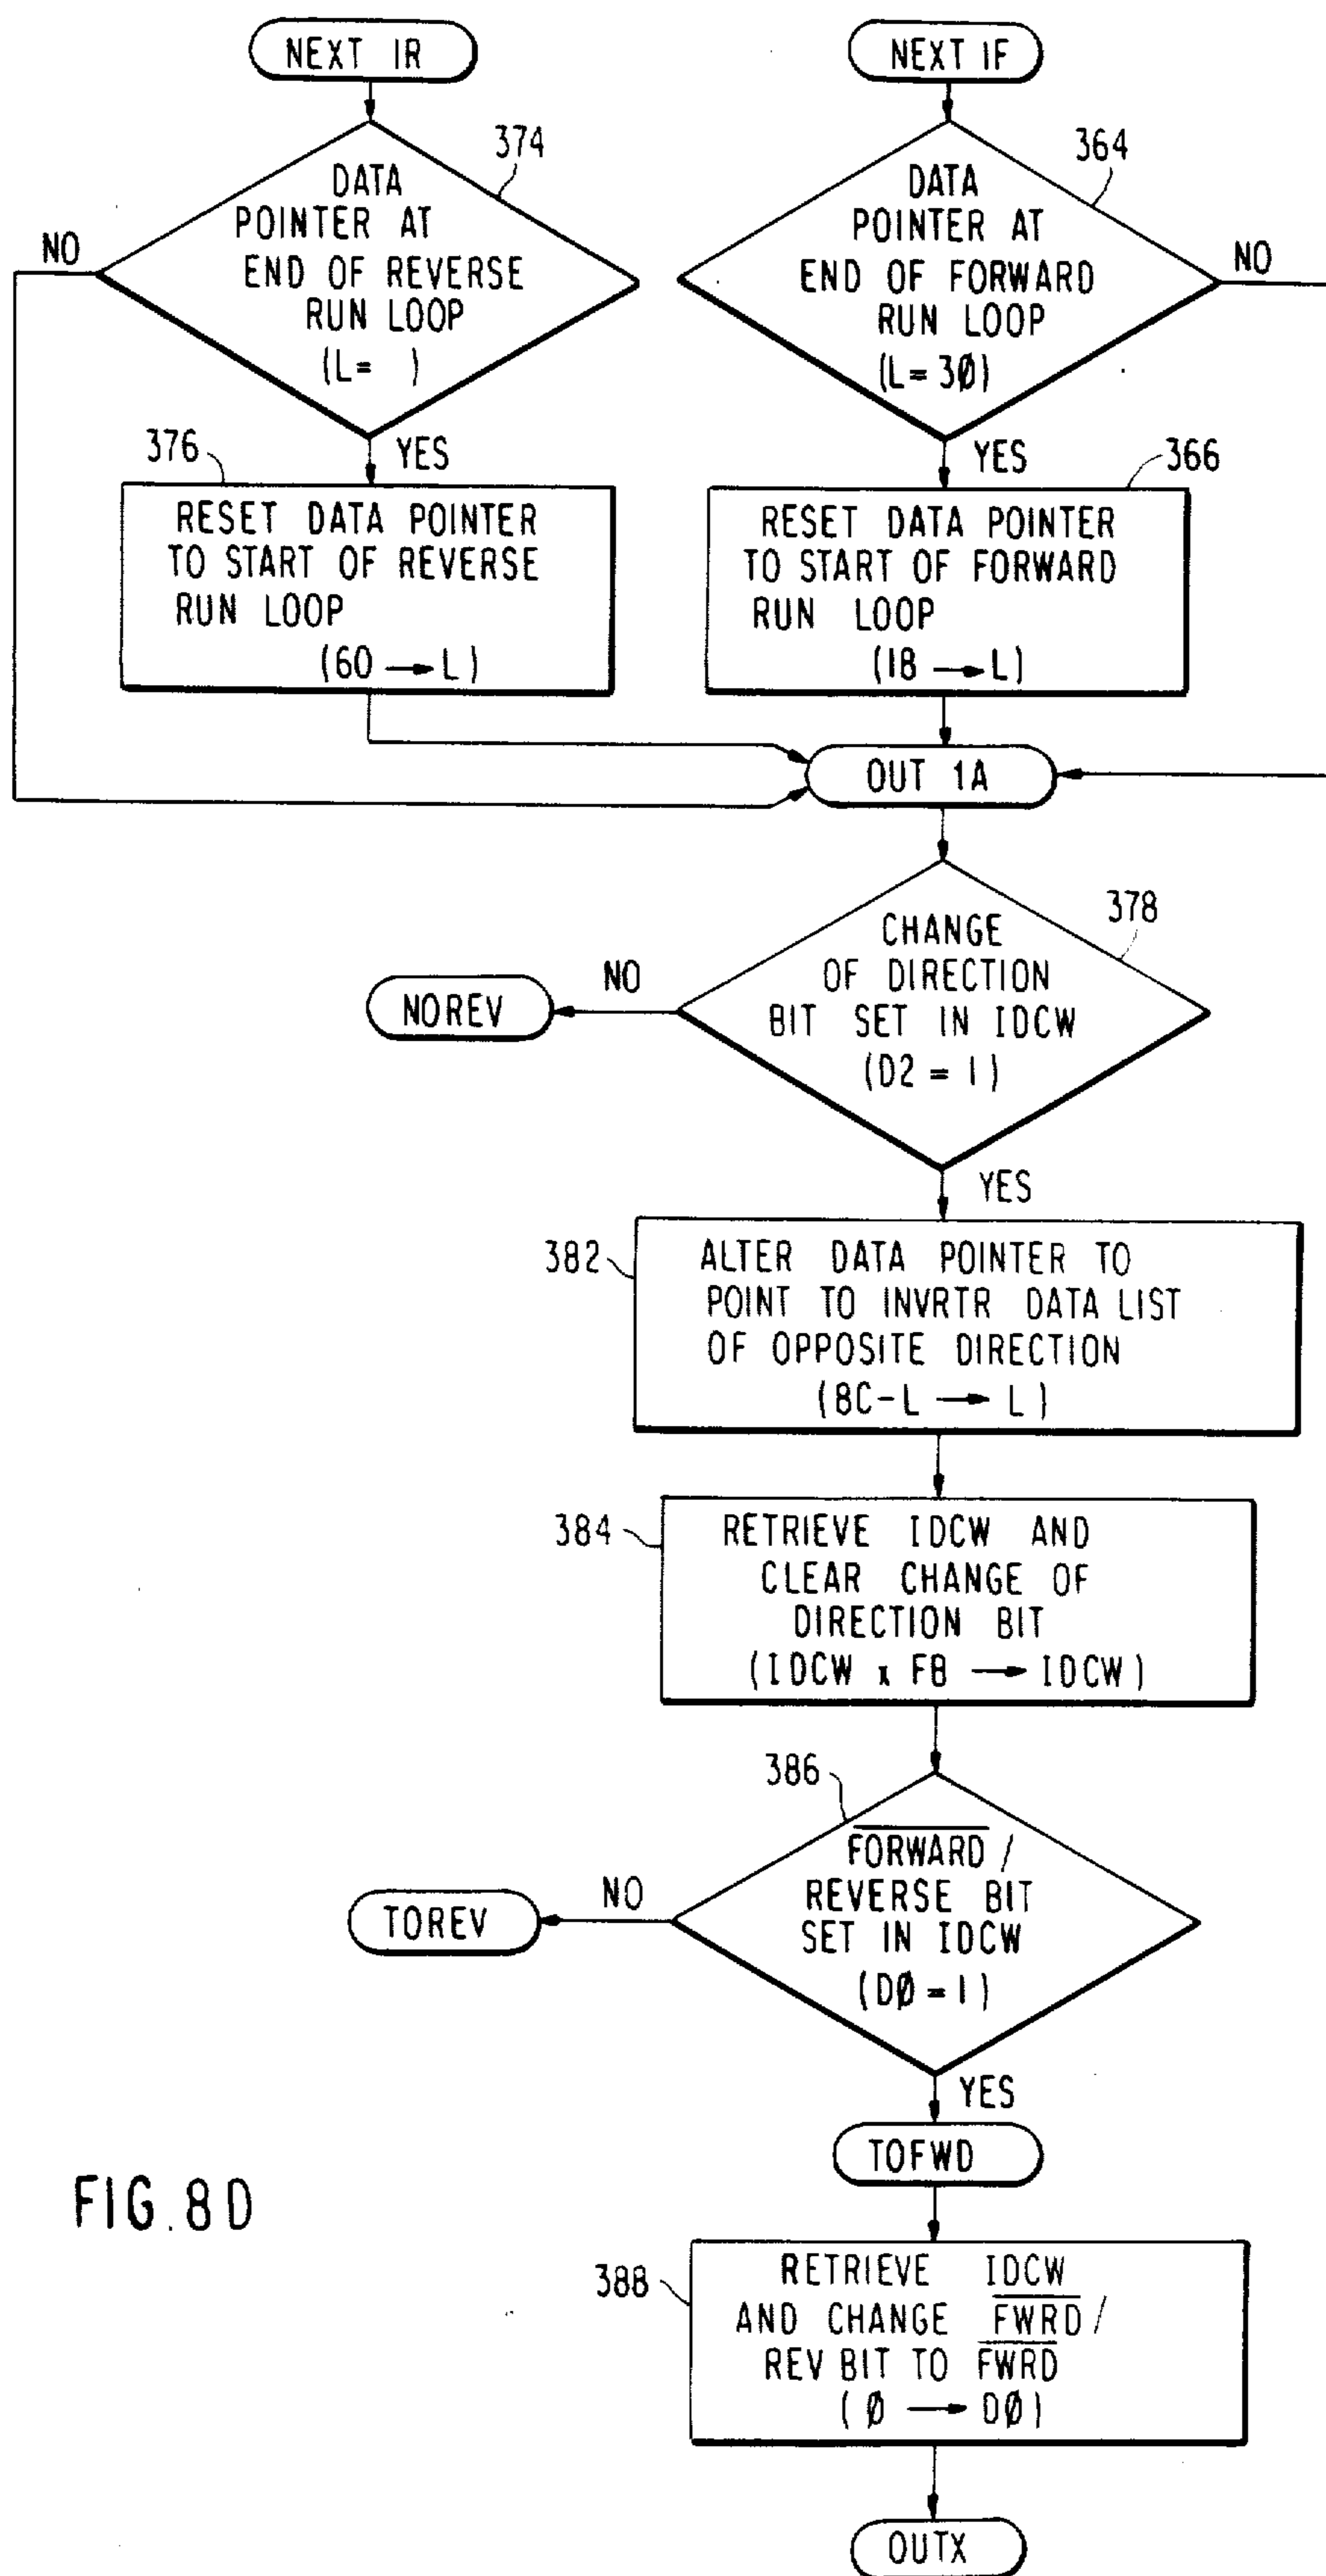 NEXT 1R
374
DATA
POINTER AT
END OF REVERSE
RUN LOOP
(L= )
NO
YES
376
RESET DATA POINTER
TO START OF REVERSE
RUN LOOP
(60 → L)
NEXT 1F
364
DATA
POINTER AT
END OF FORWARD
RUN LOOP
(L=3Ø)
NO
YES
366
RESET DATA POINTER
TO START OF FORWARD
RUN LOOP
(18 → L)
OUT 1A
378
CHANGE
OF DIRECTION
BIT SET IN IDCW
(D2 = 1)
NO
NOREV
YES
382
ALTER DATA POINTER TO
POINT TO INVRTR DATA LIST
OF OPPOSITE DIRECTION
(8C-L → L)
384
RETRIEVE IDCW AND
CLEAR CHANGE OF
DIRECTION BIT
(IDCW x FB → IDCW)
386
FORWARD /
REVERSE BIT
SET IN IDCW
(DØ = 1)
NO
TOREV
YES
TOFWD
388
RETRIEVE IDCW
AND CHANGE FWRD /
REV BIT TO FWRD
(Ø → DØ)
OUTX
FIG. 8D